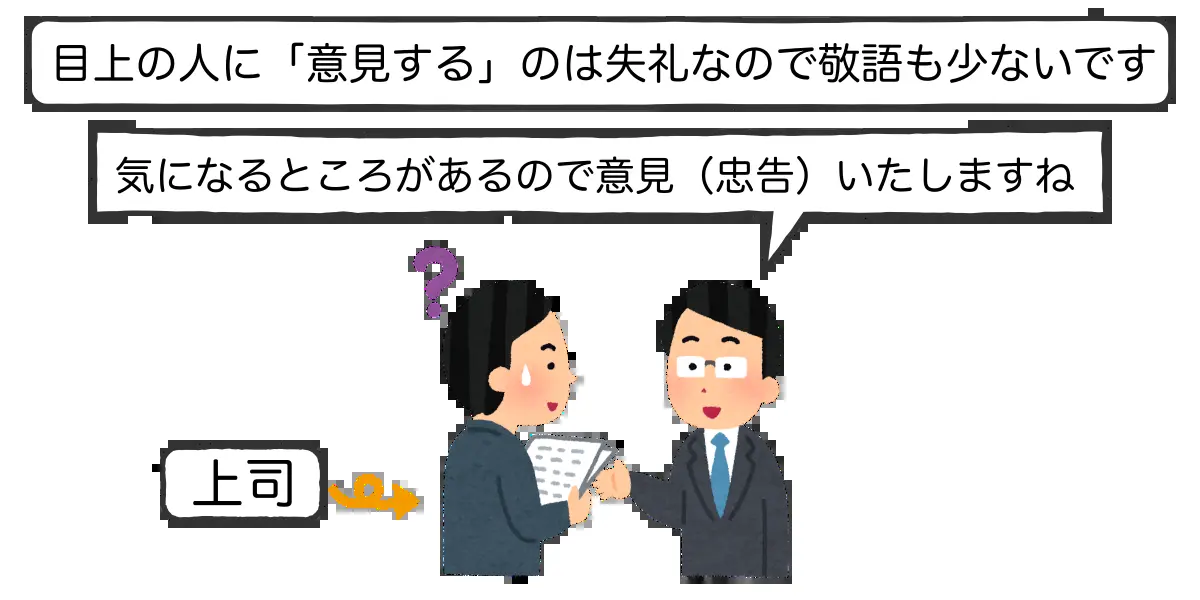 目上の人に「意見する」のは失礼なので敬語も少ないです
気になるところがあるので意見（忠告）いたしますね
?
上司